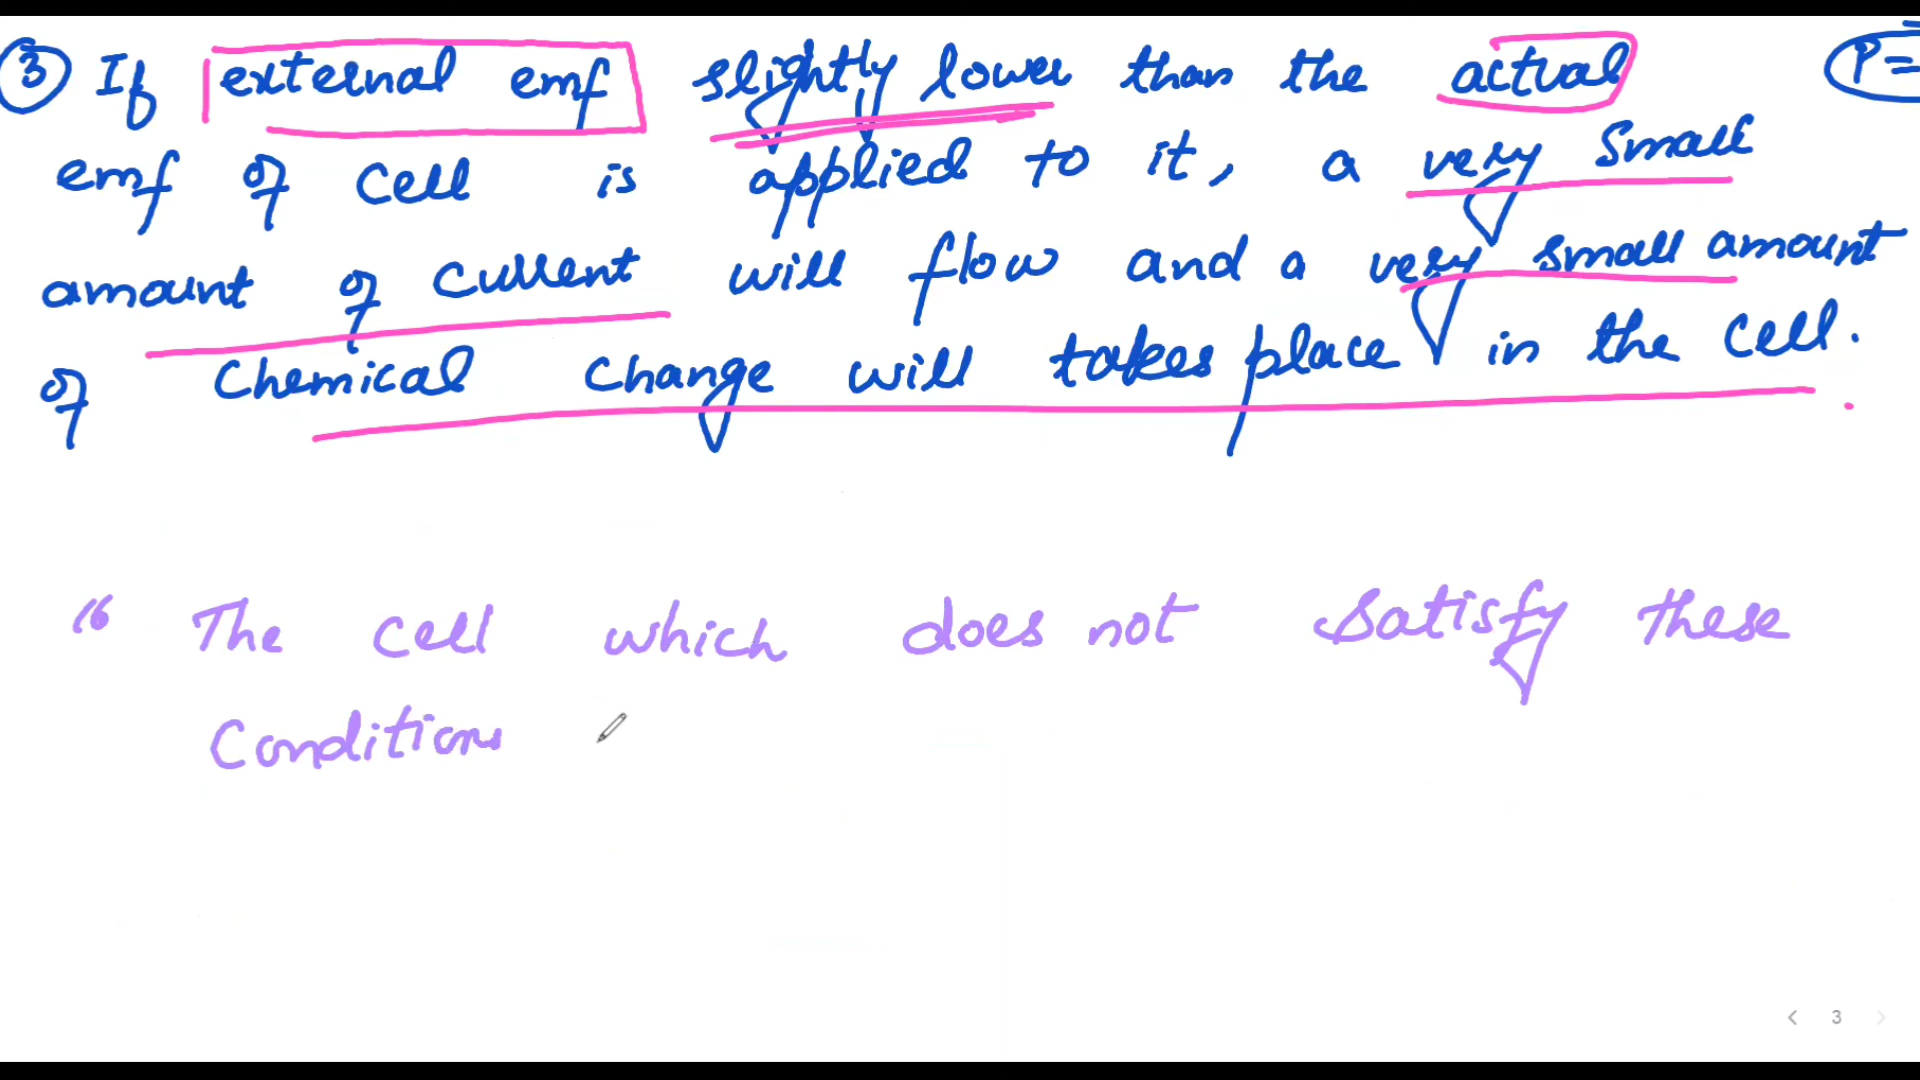 ③ If external emf slightly lower than the actual P=
emf of cell is applied to it, a very small
amount of current will flow and a very small amount
of chemical change will takes place in the cell.
“ The cell which does not satisfy these
Conditions
< 3 >